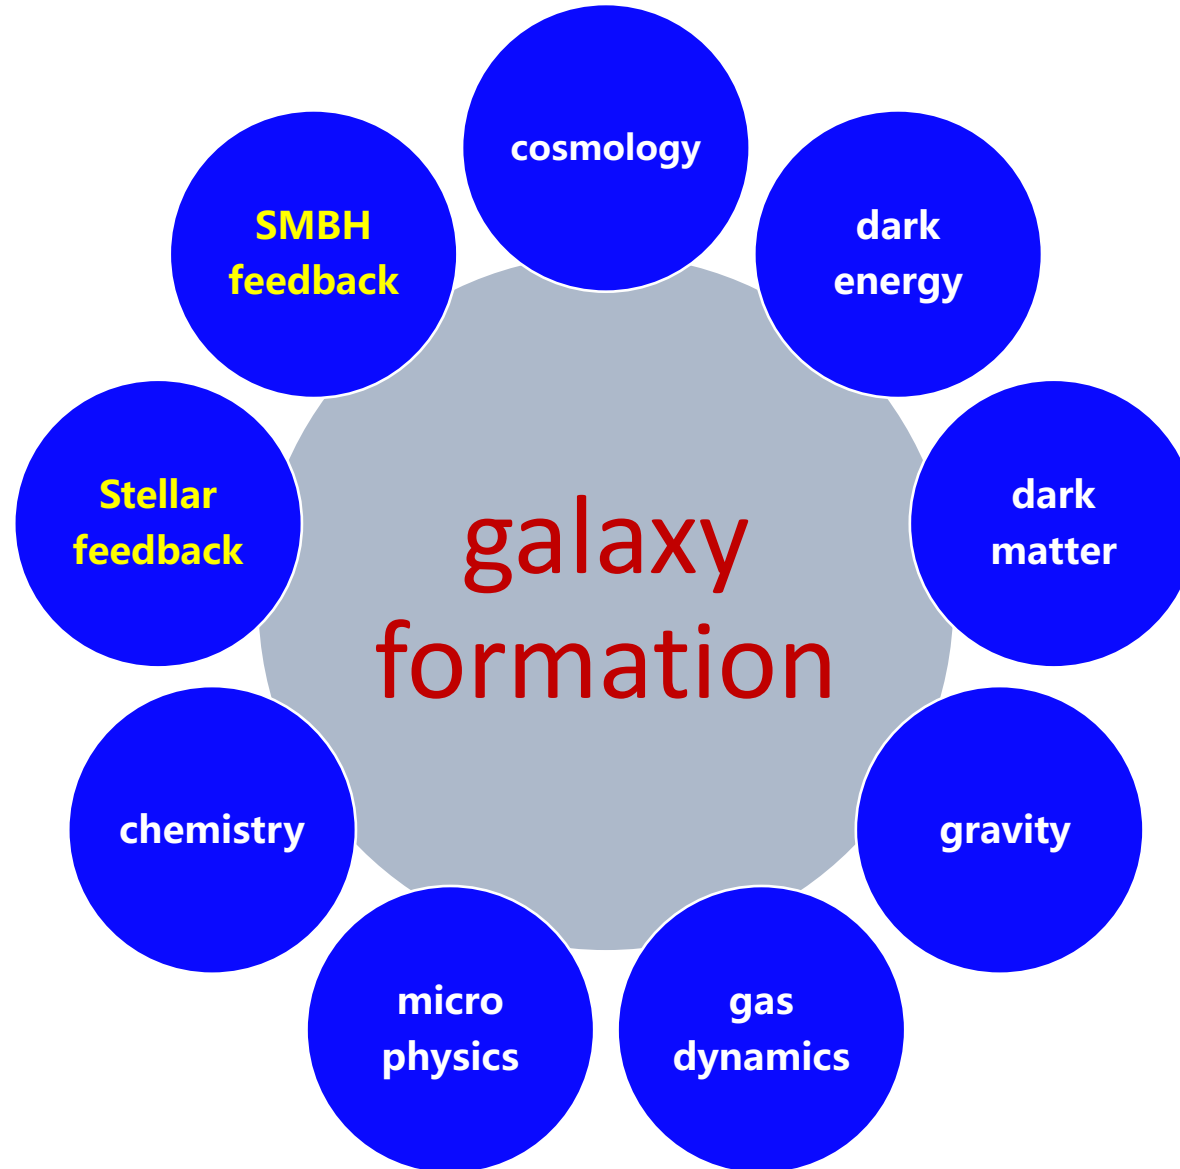 cosmology
dark
energy
dark
matter
gravity
gas
dynamics
micro
physics
chemistry
Stellar
feedback
SMBH
feedback
galaxy
formation